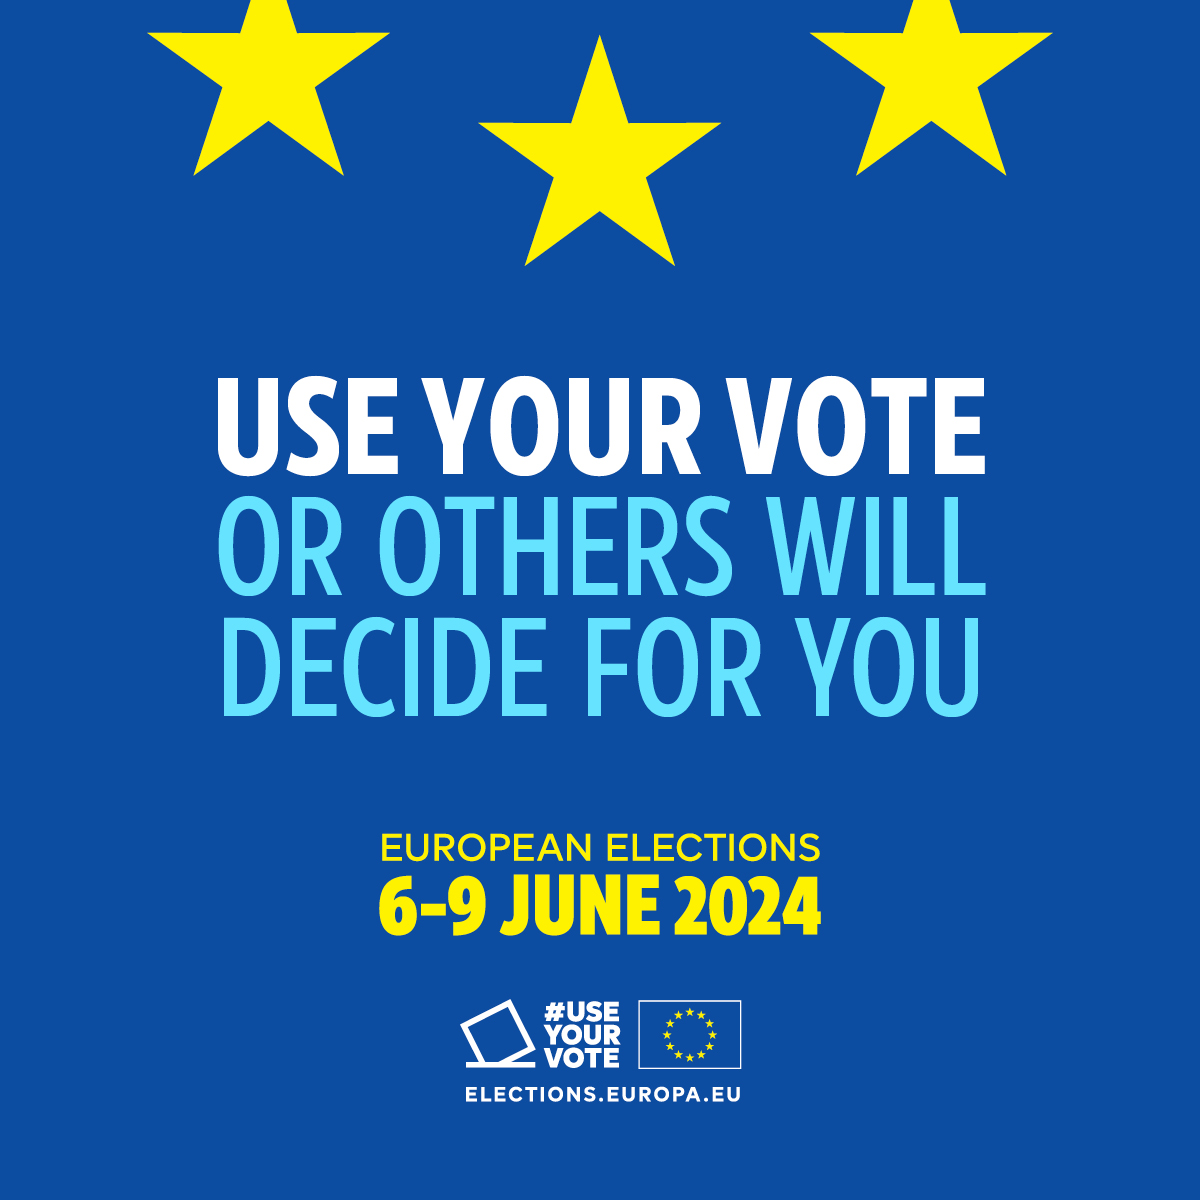 USE YOUR VOTE
OR OTHERS WILL
DECIDE FOR YOU
EUROPEAN ELECTIONS
6-9 JUNE 2024
#USE
YOUR
VOTE
ELECTIONS.EUROPA.EU